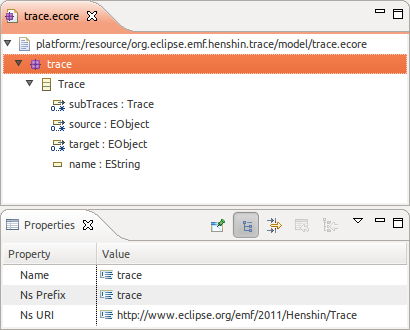 trace.ecore
platform:/resource/org.eclipse.emf.henshin.trace/model/trace.ecore
trace
Trace
subTraces : Trace
source : EObject
target : EObject
name : EString
Properties
Property Value
Name trace
Ns Prefix trace
Ns URI http://www.eclipse.org/emf/2011/Henshin/Trace